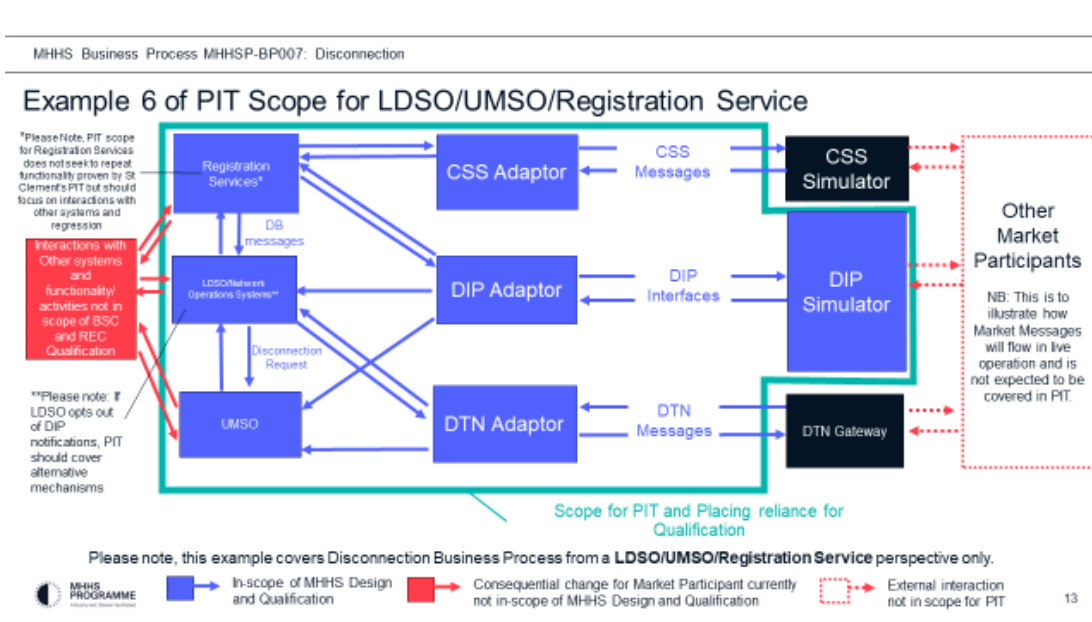 MHHS Business Process MHHSP-BP007: Disconnection
Example 6 of PIT Scope for LDSO/UMSO/Registration Service
*Please Note, PIT scope
for Registration Services
does not seek to repeat
functionality proven by St
Clement's PIT but should
focus on interactions with
other systems and
regression
Registration
Services*
CSS Adaptor
CSS
Messages
CSS
Simulator
DB
messages
Interactions with
Other systems
and
functionality/
activities not in
scope of BSC
and REC
Qualification
LDSO/Network
Operations Systems**
DIP Adaptor
DIP
Interfaces
DIP
Simulator
Other
Market
Participants
NB: This is to
illustrate how
Market Messages
will flow in live
operation and is
not expected to be
covered in PIT.
Disconnection
Request
**Please note: If
LDSO opts out
of DIP
notifications, PIT
should cover
alternative
mechanisms
UMSO
DTN Adaptor
DTN
Messages
DTN Gateway
Scope for PIT and Placing reliance for
Qualification
Please note, this example covers Disconnection Business Process from a LDSO/UMSO/Registration Service perspective only.
MHHS
PROGRAMME
In-scope of MHHS Design
and Qualification
Consequential change for Market Participant currently
not in-scope of MHHS Design and Qualification
External interaction
not in scope for PIT
13